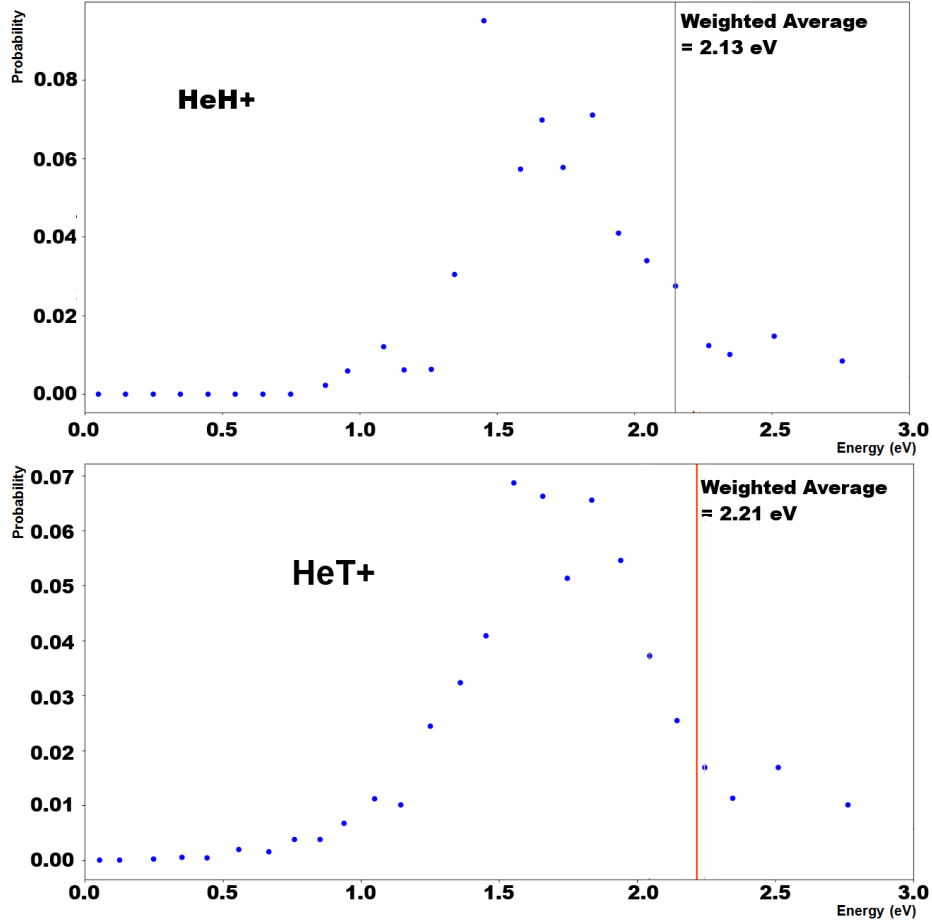 Probability
Weighted Average
= 2.13 eV
HeH+
0.08
0.06
0.04
0.02
0.00
0.0 0.5 1.0 1.5 2.0 2.5 3.0
Energy (eV)
Probability
Weighted Average
= 2.21 eV
HeT+
0.07
0.06
0.05
0.04
0.03
0.02
0.01
0.00
0.0 0.5 1.0 1.5 2.0 2.5 3.0
Energy (eV)